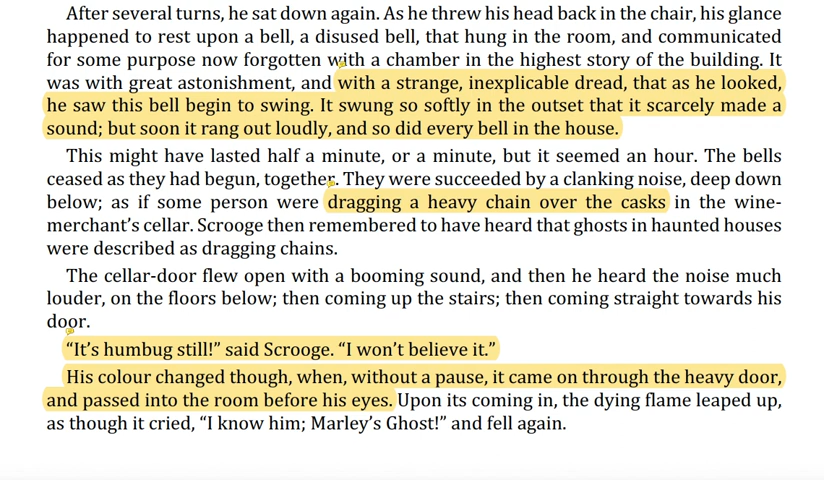 After several turns, he sat down again. As he threw his head back in the chair, his glance
happened to rest upon a bell, a disused bell, that hung in the room, and communicated
for some purpose now forgotten with a chamber in the highest story of the building. It
was with great astonishment, and with a strange, inexplicable dread, that as he looked,
he saw this bell begin to swing. It swung so softly in the outset that it scarcely made a
sound; but soon it rang out loudly, and so did every bell in the house.
This might have lasted half a minute, or a minute, but it seemed an hour. The bells
ceased as they had begun, together. They were succeeded by a clanking noise, deep down
below; as if some person were dragging a heavy chain over the casks in the wine-
merchant’s cellar. Scrooge then remembered to have heard that ghosts in haunted houses
were described as dragging chains.
The cellar-door flew open with a booming sound, and then he heard the noise much
louder, on the floors below; then coming up the stairs; then coming straight towards his
door.
“It’s humbug still!” said Scrooge. “I won’t believe it.”
His colour changed though, when, without a pause, it came on through the heavy door,
and passed into the room before his eyes. Upon its coming in, the dying flame leaped up,
as though it cried, “I know him; Marley’s Ghost!” and fell again.